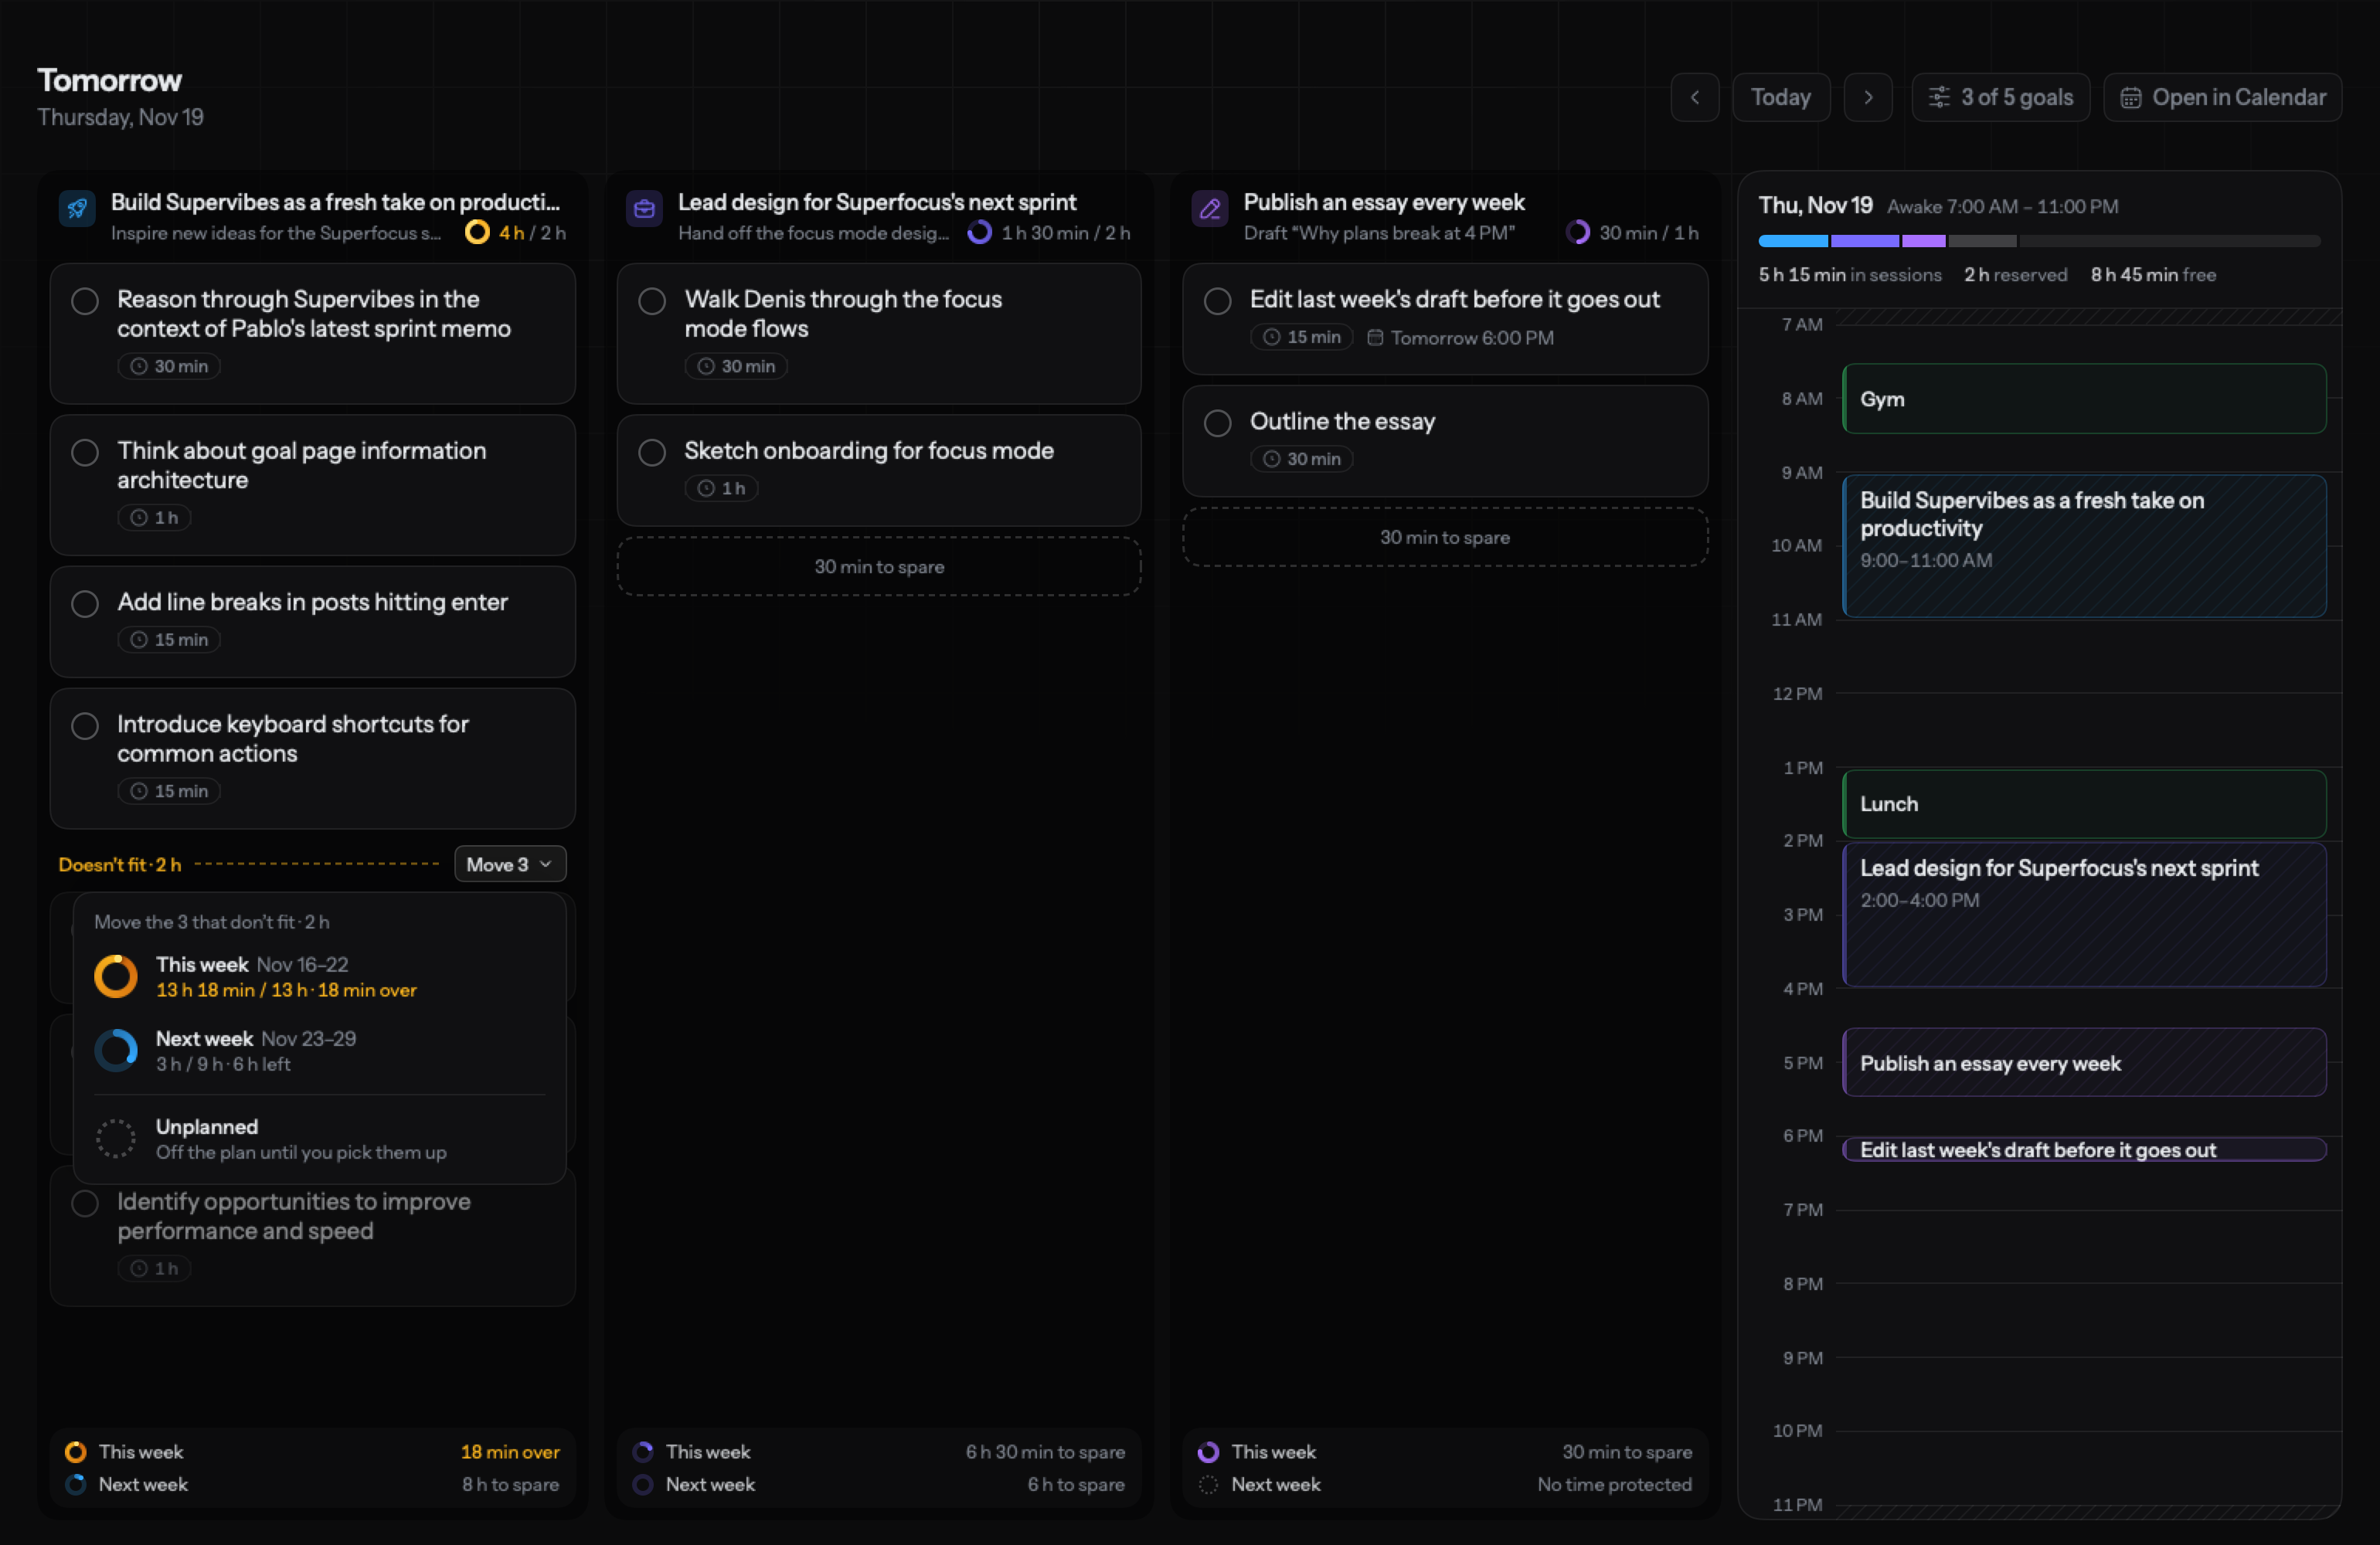 Tomorrow
Thursday, Nov 19
Today
3 of 5 goals
Open in Calendar
Build Supervibes as a fresh take on producti...
Inspire new ideas for the Superfocus s...
4 h / 2 h
Reason through Supervibes in the
context of Pablo's latest sprint memo
30 min
Think about goal page information
architecture
1 h
Add line breaks in posts hitting enter
15 min
Introduce keyboard shortcuts for
common actions
15 min
Doesn't fit · 2 h
Move 3
Move the 3 that don't fit · 2 h
This week Nov 16–22
13 h 18 min / 13 h · 18 min over
Next week Nov 23–29
3 h / 9 h · 6 h left
Unplanned
Off the plan until you pick them up
Identify opportunities to improve
performance and speed
1 h
This week 18 min over
Next week 8 h to spare
Lead design for Superfocus's next sprint
Hand off the focus mode desig...
1 h 30 min / 2 h
Walk Denis through the focus
mode flows
30 min
Sketch onboarding for focus mode
1 h
30 min to spare
This week 6 h 30 min to spare
Next week 6 h to spare
Publish an essay every week
Draft “Why plans break at 4 PM”
30 min / 1 h
Edit last week's draft before it goes out
15 min Tomorrow 6:00 PM
Outline the essay
30 min
30 min to spare
This week 30 min to spare
Next week No time protected
Thu, Nov 19 Awake 7:00 AM – 11:00 PM
5 h 15 min in sessions 2 h reserved 8 h 45 min free
7 AM
8 AM
Gym
9 AM
Build Supervibes as a fresh take on
productivity
10 AM
9:00–11:00 AM
11 AM
12 PM
1 PM
Lunch
2 PM
Lead design for Superfocus's next sprint
2:00–4:00 PM
3 PM
4 PM
5 PM
Publish an essay every week
6 PM
Edit last week's draft before it goes out
7 PM
8 PM
9 PM
10 PM
11 PM